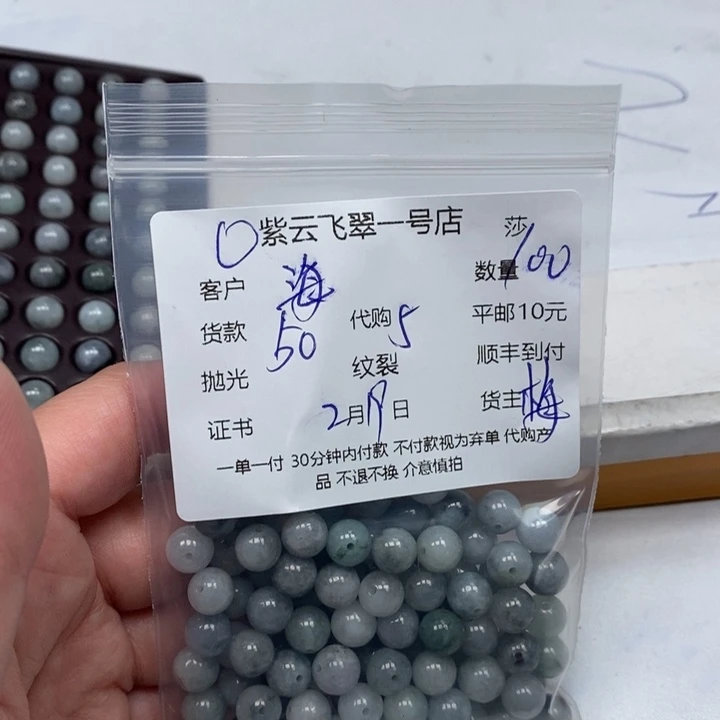 紫云飞翠一号店 莎
客户 海 数量 100
货款 50 代购 5 平邮10元
抛光 纹裂 顺丰到付
证书 2月19日 货主 梅
一单一付 30分钟内付款 不付款视为弃单 代购产
品 不退不换 介意慎拍